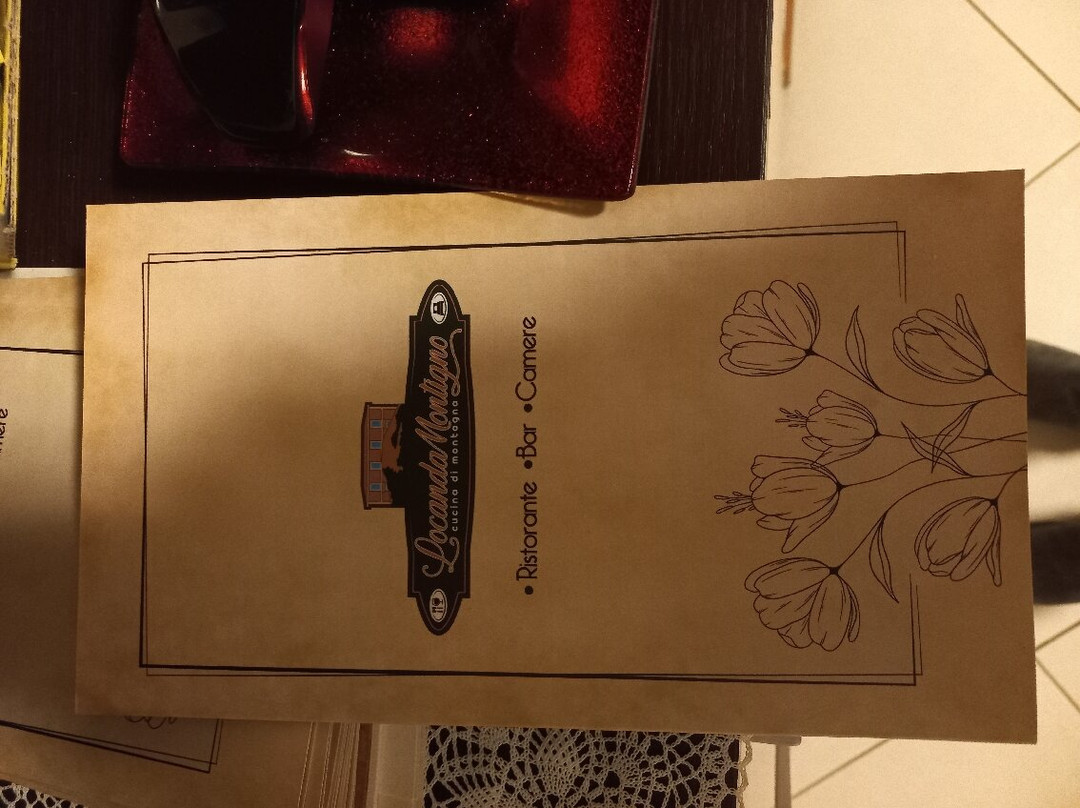 Locanda Montigno
cucina di montagna
•Ristorante •Bar •Camere